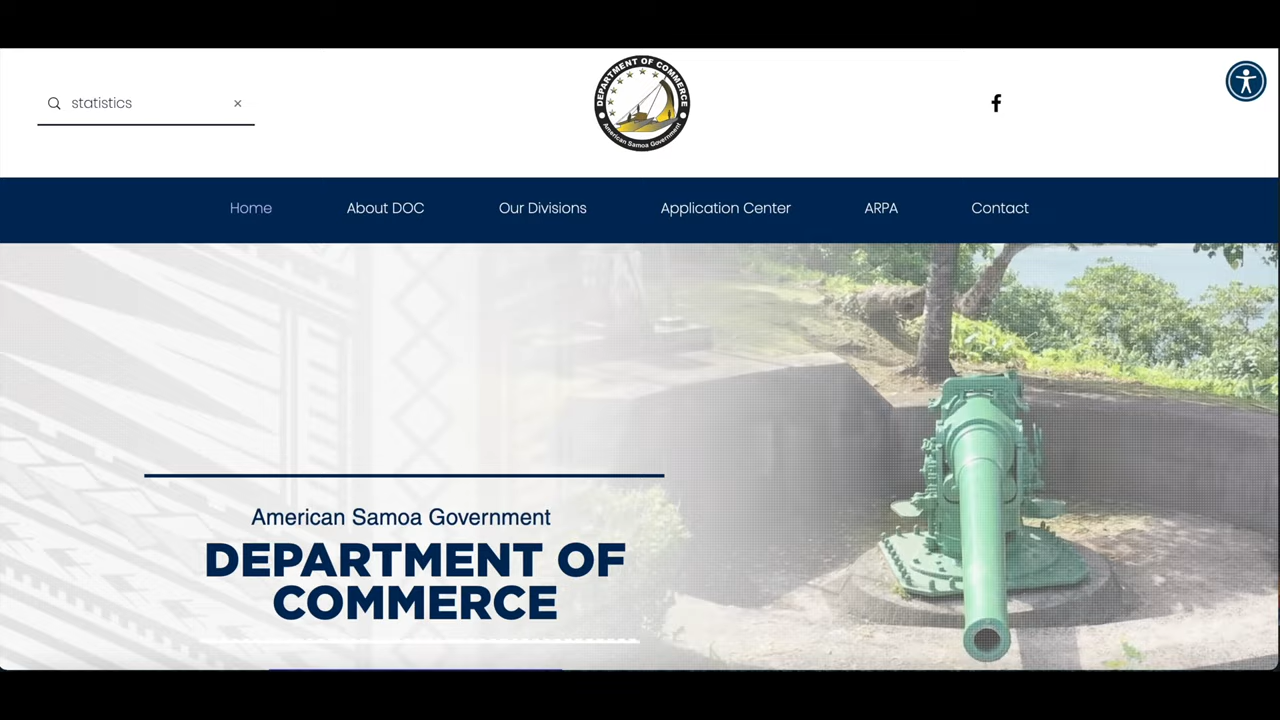 statistics
DEPARTMENT OF COMMERCE
American Samoa Government
Home About DOC Our Divisions Application Center ARPA Contact
American Samoa Government
DEPARTMENT OF
COMMERCE